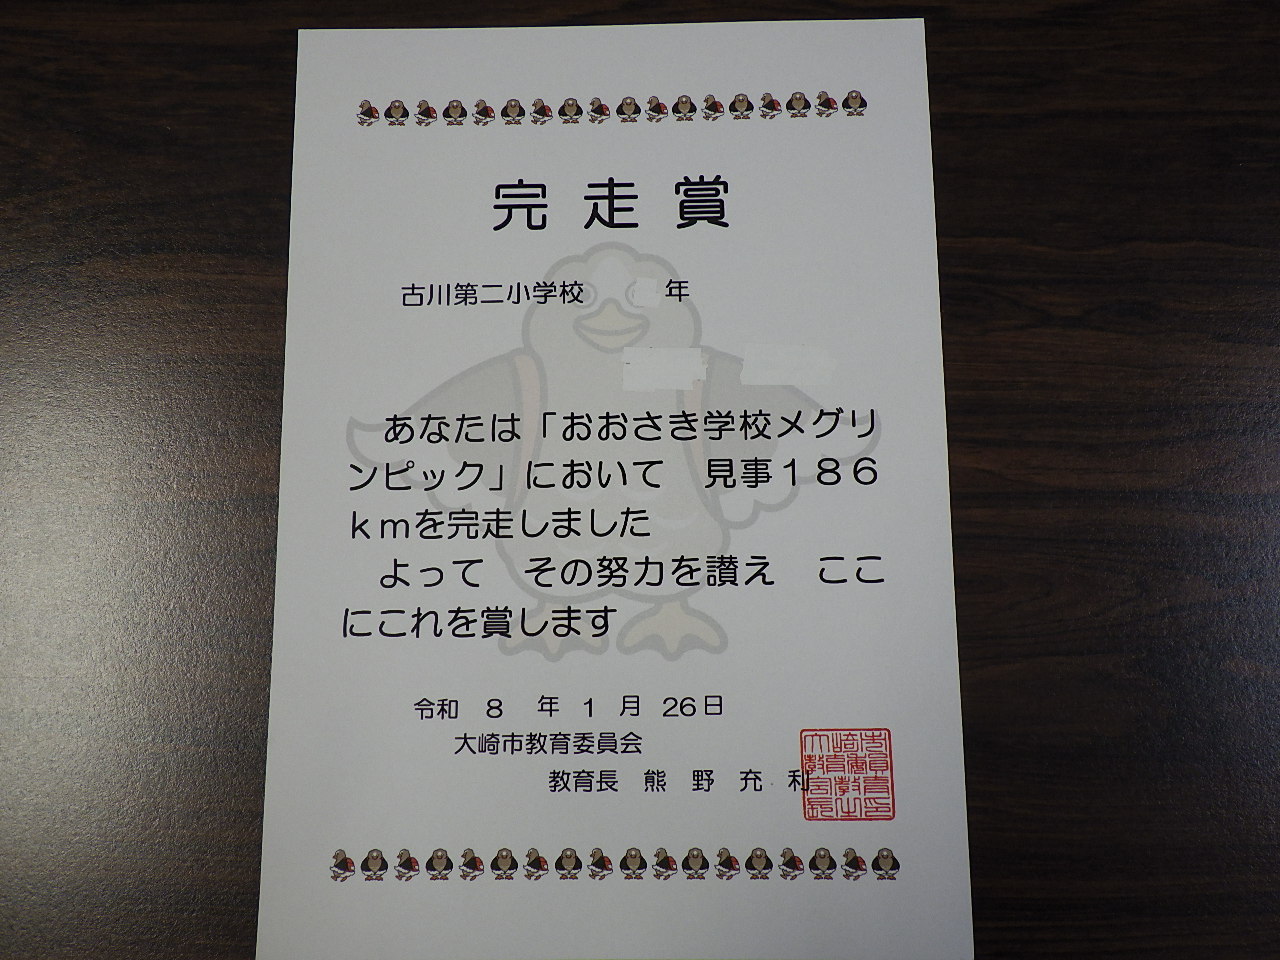 完走賞
古川第二小学校 年
あなたは「おおさき学校メグリ
ンピック」において　見事１８６
ｋｍを完走しました
よって　その努力を讃え　ここ
にこれを賞します
令和 8 年 1 月 26日
大崎市教育委員会
教育長 熊 野 充 利